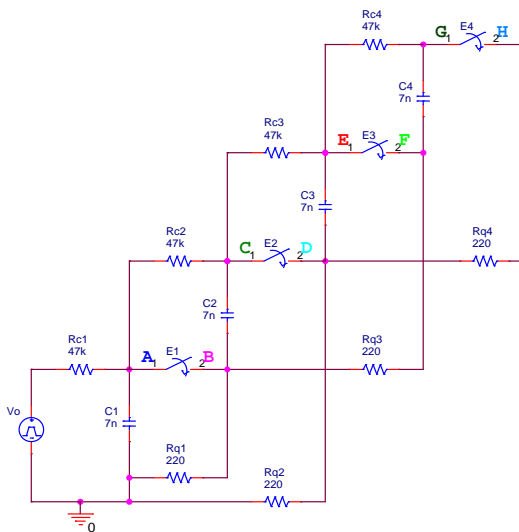 Rc4
47k
G 1 E4 2 H
C4
7n
Rc3
47k
E 1 E3 2 F
C3
7n
Rc2
47k
C 1 E2 2 D
Rq4
220
C2
7n
Rc1
47k
A 1 E1 2 B
Rq3
220
Vo
C1
7n
Rq1
220
Rq2
220
0